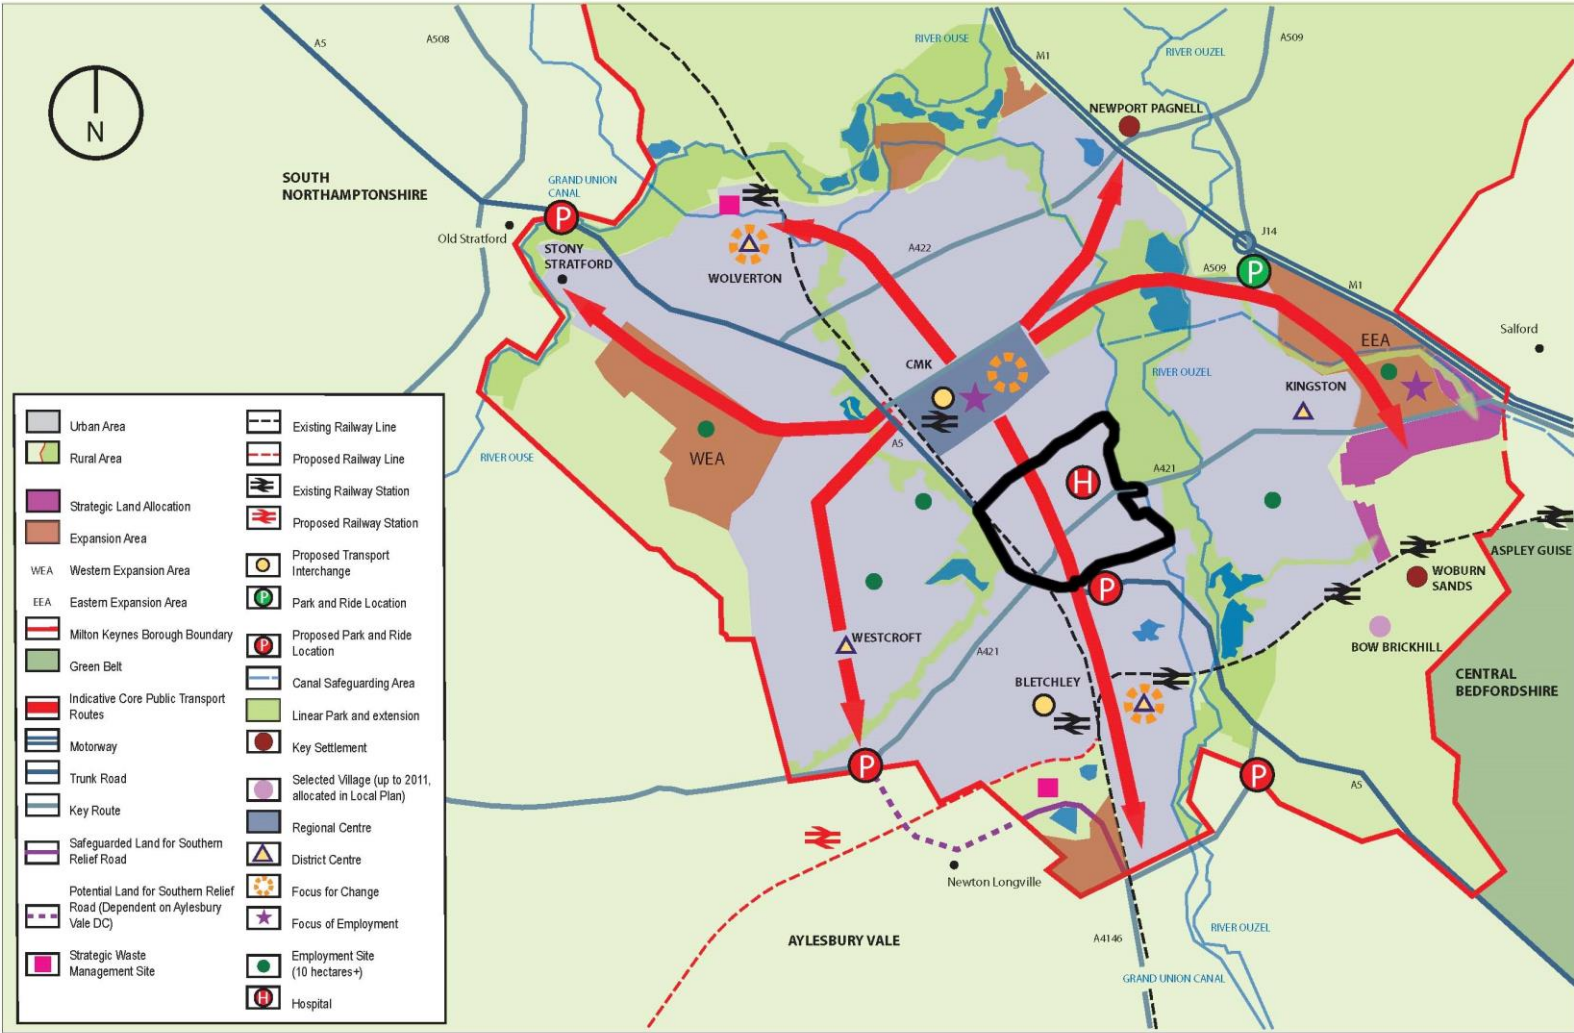 A5
A508
RIVER OUSE
M1
RIVER OUZEL
A509
N
NEWPORT PAGNELL
SOUTH
NORTHAMPTONSHIRE
GRAND UNION
CANAL
P
Old Stratford
STONY
STRATFORD
WOLVERTON
A422
J14
A509
P
M1
Salford
EEA
CMK
RIVER OUZEL
KINGSTON
A5
RIVER OUSE
WEA
A421
H
ASPLEY GUISE
WOBURN
SANDS
P
WESTCROFT
A421
BOW BRICKHILL
CENTRAL
BEDFORDSHIRE
BLETCHLEY
P
P
A5
Newton Longville
AYLESBURY VALE
A4146
RIVER OUZEL
GRAND UNION CANAL
Urban Area
Rural Area
Strategic Land Allocation
Expansion Area
WEA Western Expansion Area
EEA Eastern Expansion Area
Milton Keynes Borough Boundary
Green Belt
Indicative Core Public Transport
Routes
Motorway
Trunk Road
Key Route
Safeguarded Land for Southern
Relief Road
Potential Land for Southern Relief
Road (Dependent on Aylesbury
Vale DC)
Strategic Waste
Management Site
Existing Railway Line
Proposed Railway Line
Existing Railway Station
Proposed Railway Station
Proposed Transport
Interchange
P Park and Ride Location
P Proposed Park and Ride
Location
Canal Safeguarding Area
Linear Park and extension
Key Settlement
Selected Village (up to 2011,
allocated in Local Plan)
Regional Centre
District Centre
Focus for Change
Focus of Employment
Employment Site
(10 hectares+)
H Hospital